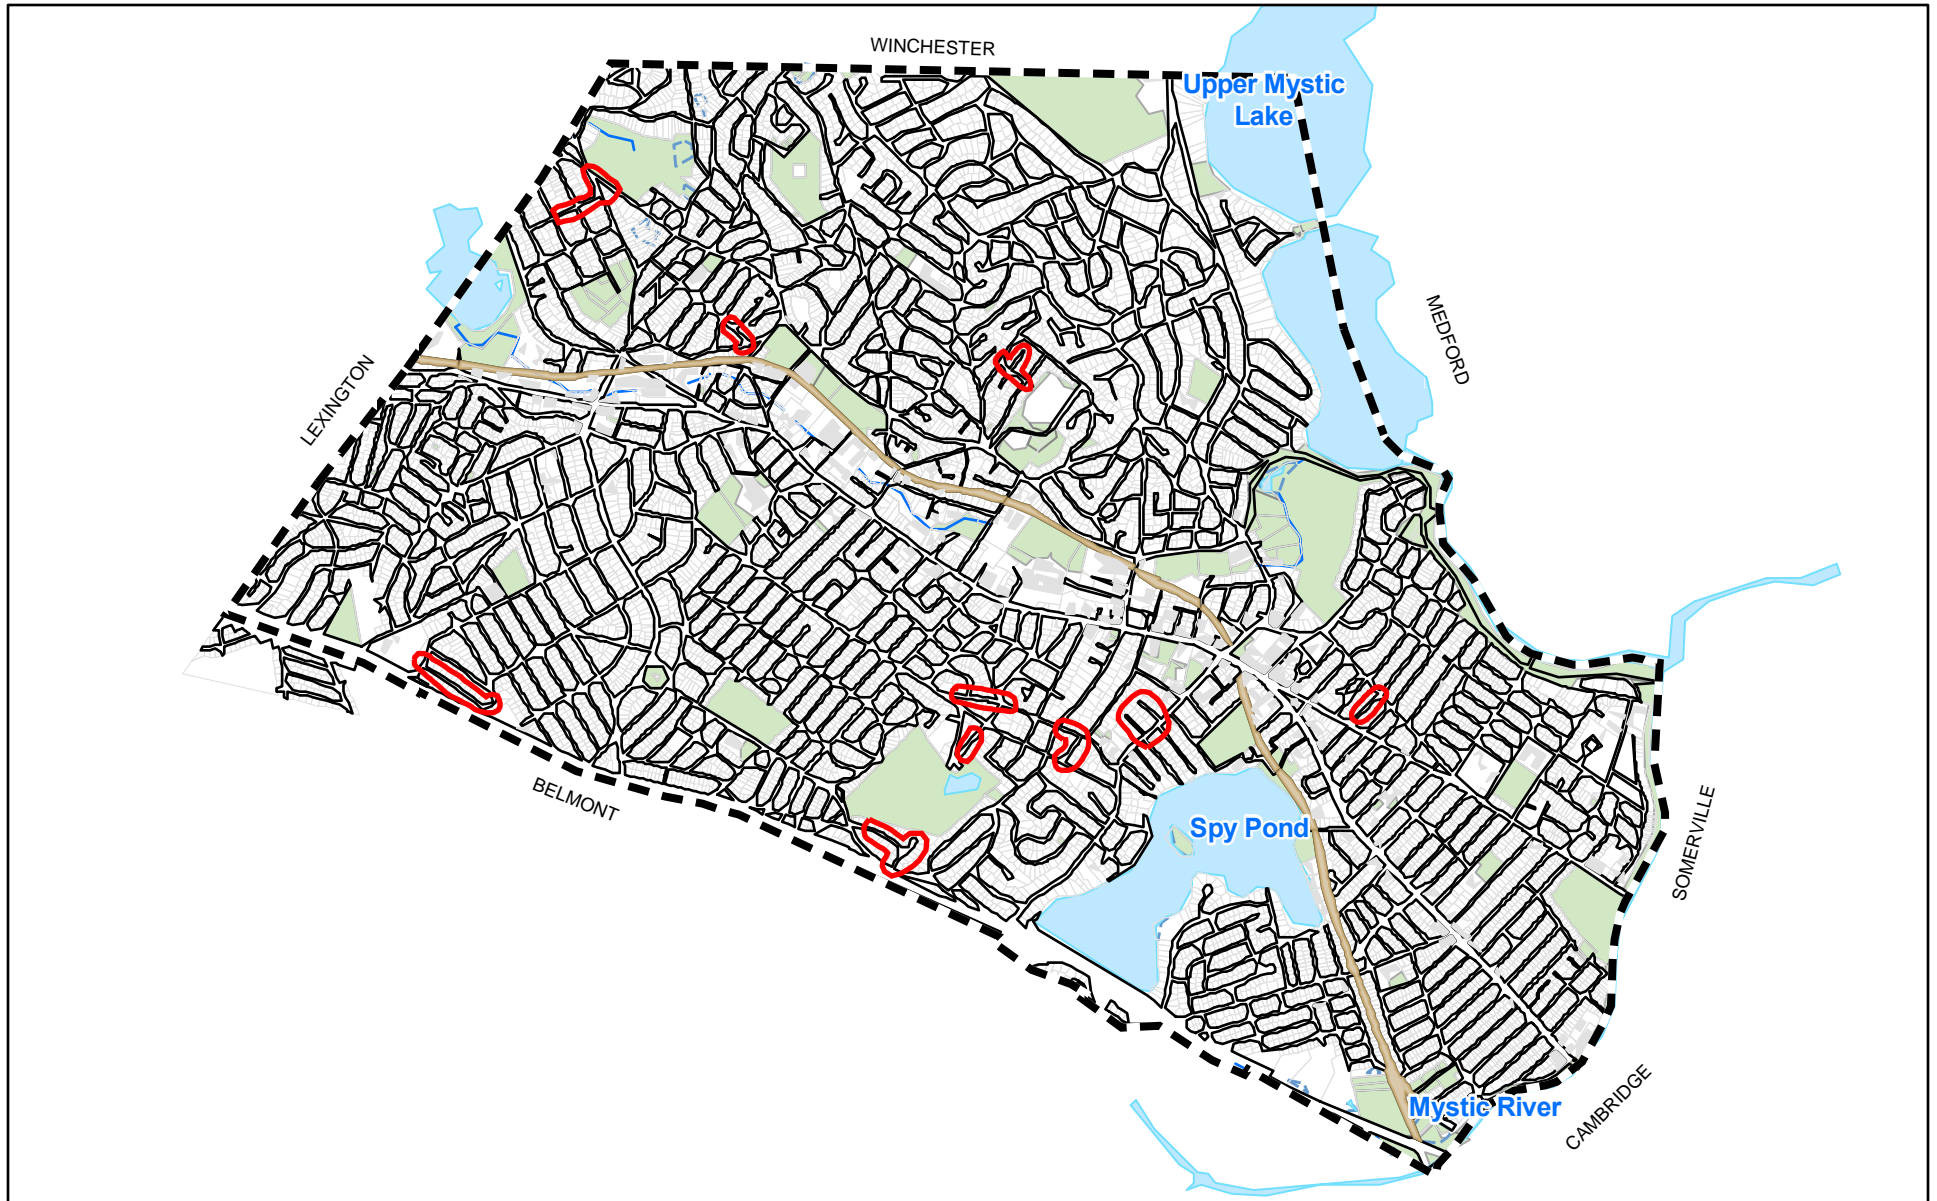 WINCHESTER
Upper Mystic
Lake
MEDFORD
LEXINGTON
BELMONT
Spy Pond
SOMERVILLE
Mystic River
CAMBRIDGE